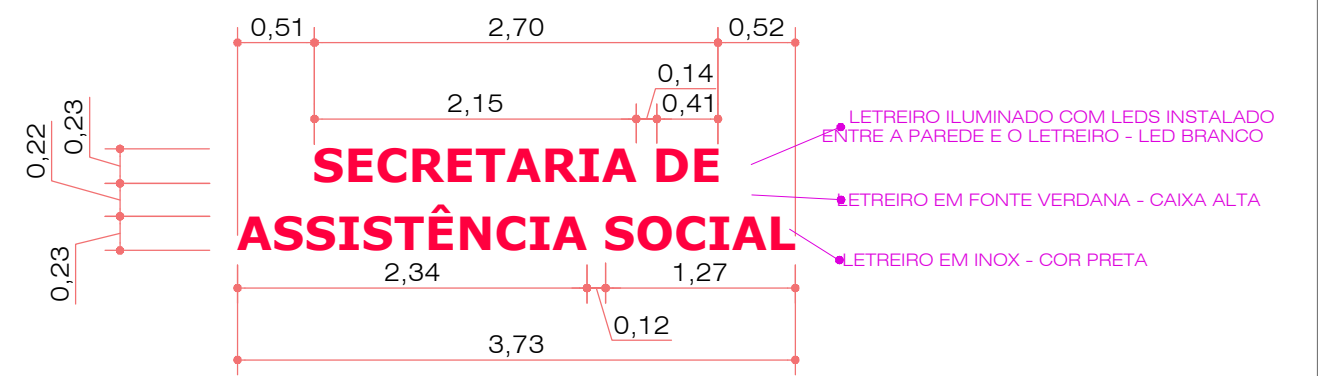 0,51 2,70 0,52
0,14
2,15 0,41
0,23
0,22
0,23
SECRETARIA DE
ASSISTÊNCIA SOCIAL
2,34 1,27
0,12
3,73
LETREIRO ILUMINADO COM LEDS INSTALADO
ENTRE A PAREDE E O LETREIRO - LED BRANCO
LETREIRO EM FONTE VERDANA - CAIXA ALTA
LETREIRO EM INOX - COR PRETA